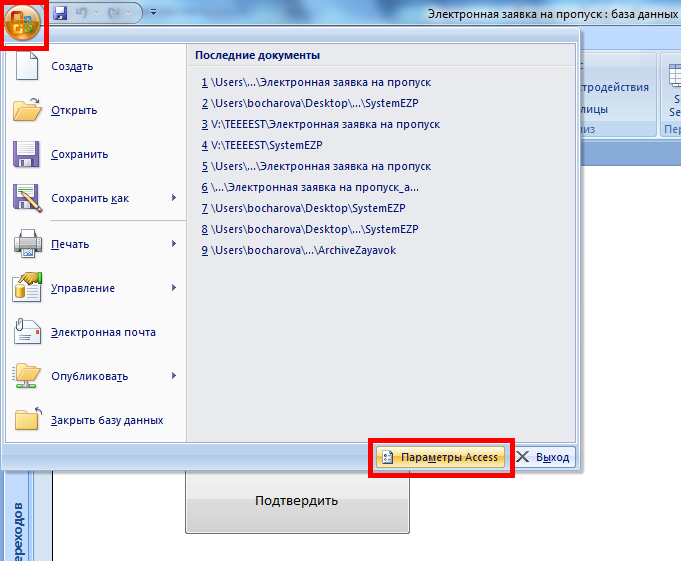 Электронная заявка на пропуск : база данных
Создать
Открыть
Сохранить
Сохранить как
Печать
Управление
Электронная почта
Опубликовать
Закрыть базу данных
Последние документы
1 \Users\...\Электронная заявка на пропуск
2 \Users\bocharova\Desktop\...\SystemEZP
3 V:\TEEEEST\Электронная заявка на пропуск
4 V:\TEEEEST\SystemEZP
5 \Users\...\Электронная заявка на пропуск
6 \...\Электронная заявка на пропуск_а...
7 \Users\bocharova\Desktop\SystemEZP
8 \Users\bocharova\Desktop\...\SystemEZP
9 \Users\bocharova\...\ArchiveZayavok
Параметры Access
Выход
тродействия
лицы
из
Пер
Подтвердить
ереходов